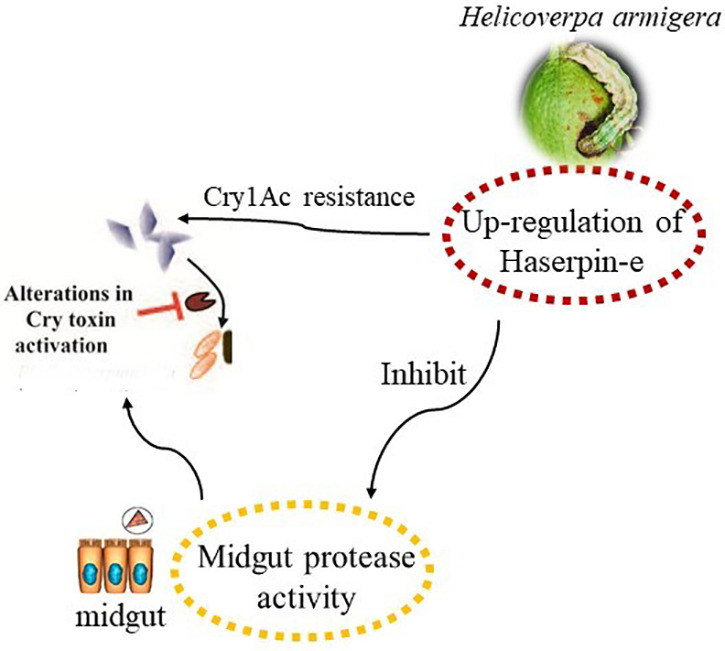 Helicoverpa armigera
Cry1Ac resistance
Up-regulation of
Haserpin-e
Alterations in
Cry toxin
activation
Inhibit
Midgut protease
activity
midgut